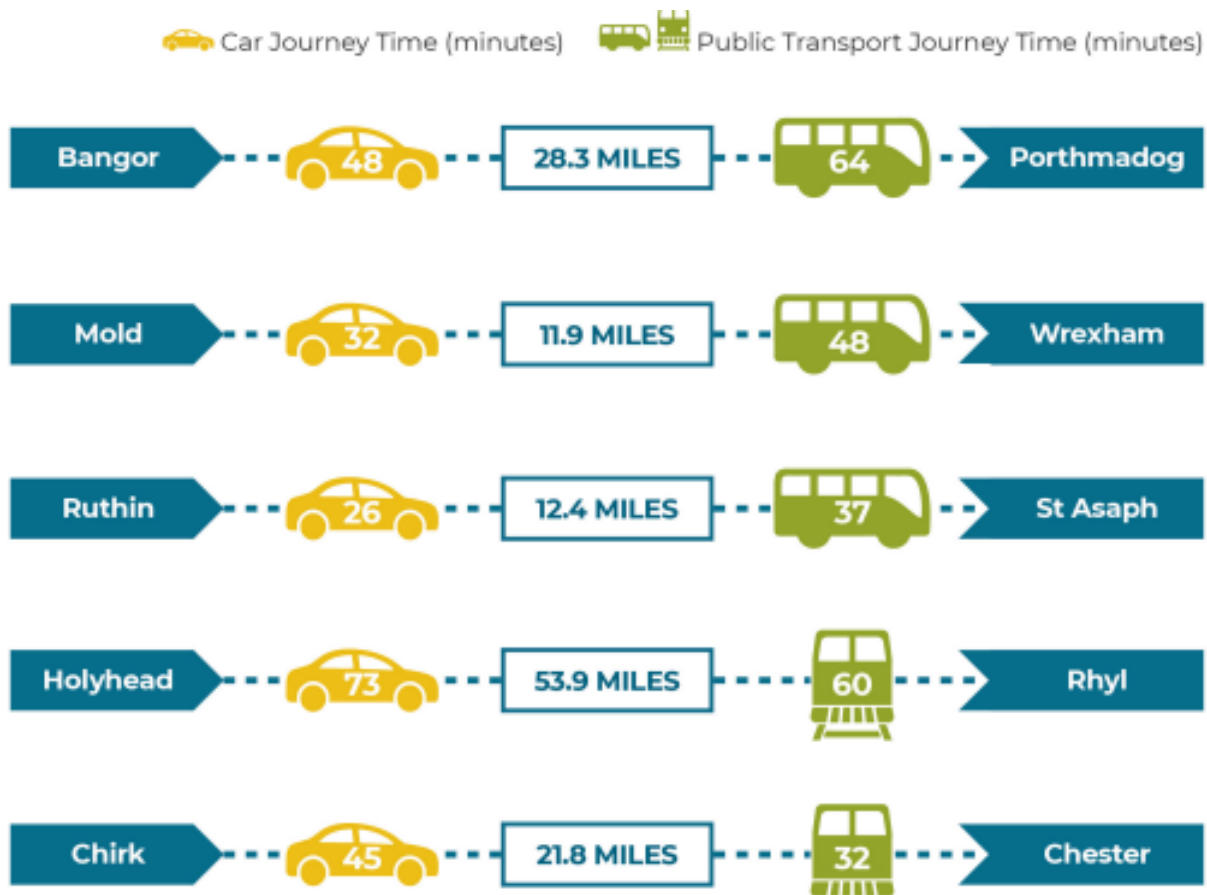 Car Journey Time (minutes) Public Transport Journey Time (minutes)
Bangor 48 28.3 MILES 64 Porthmadog
Mold 32 11.9 MILES 48 Wrexham
Ruthin 26 12.4 MILES 37 St Asaph
Holyhead 73 53.9 MILES 60 Rhyl
Chirk 45 21.8 MILES 32 Chester